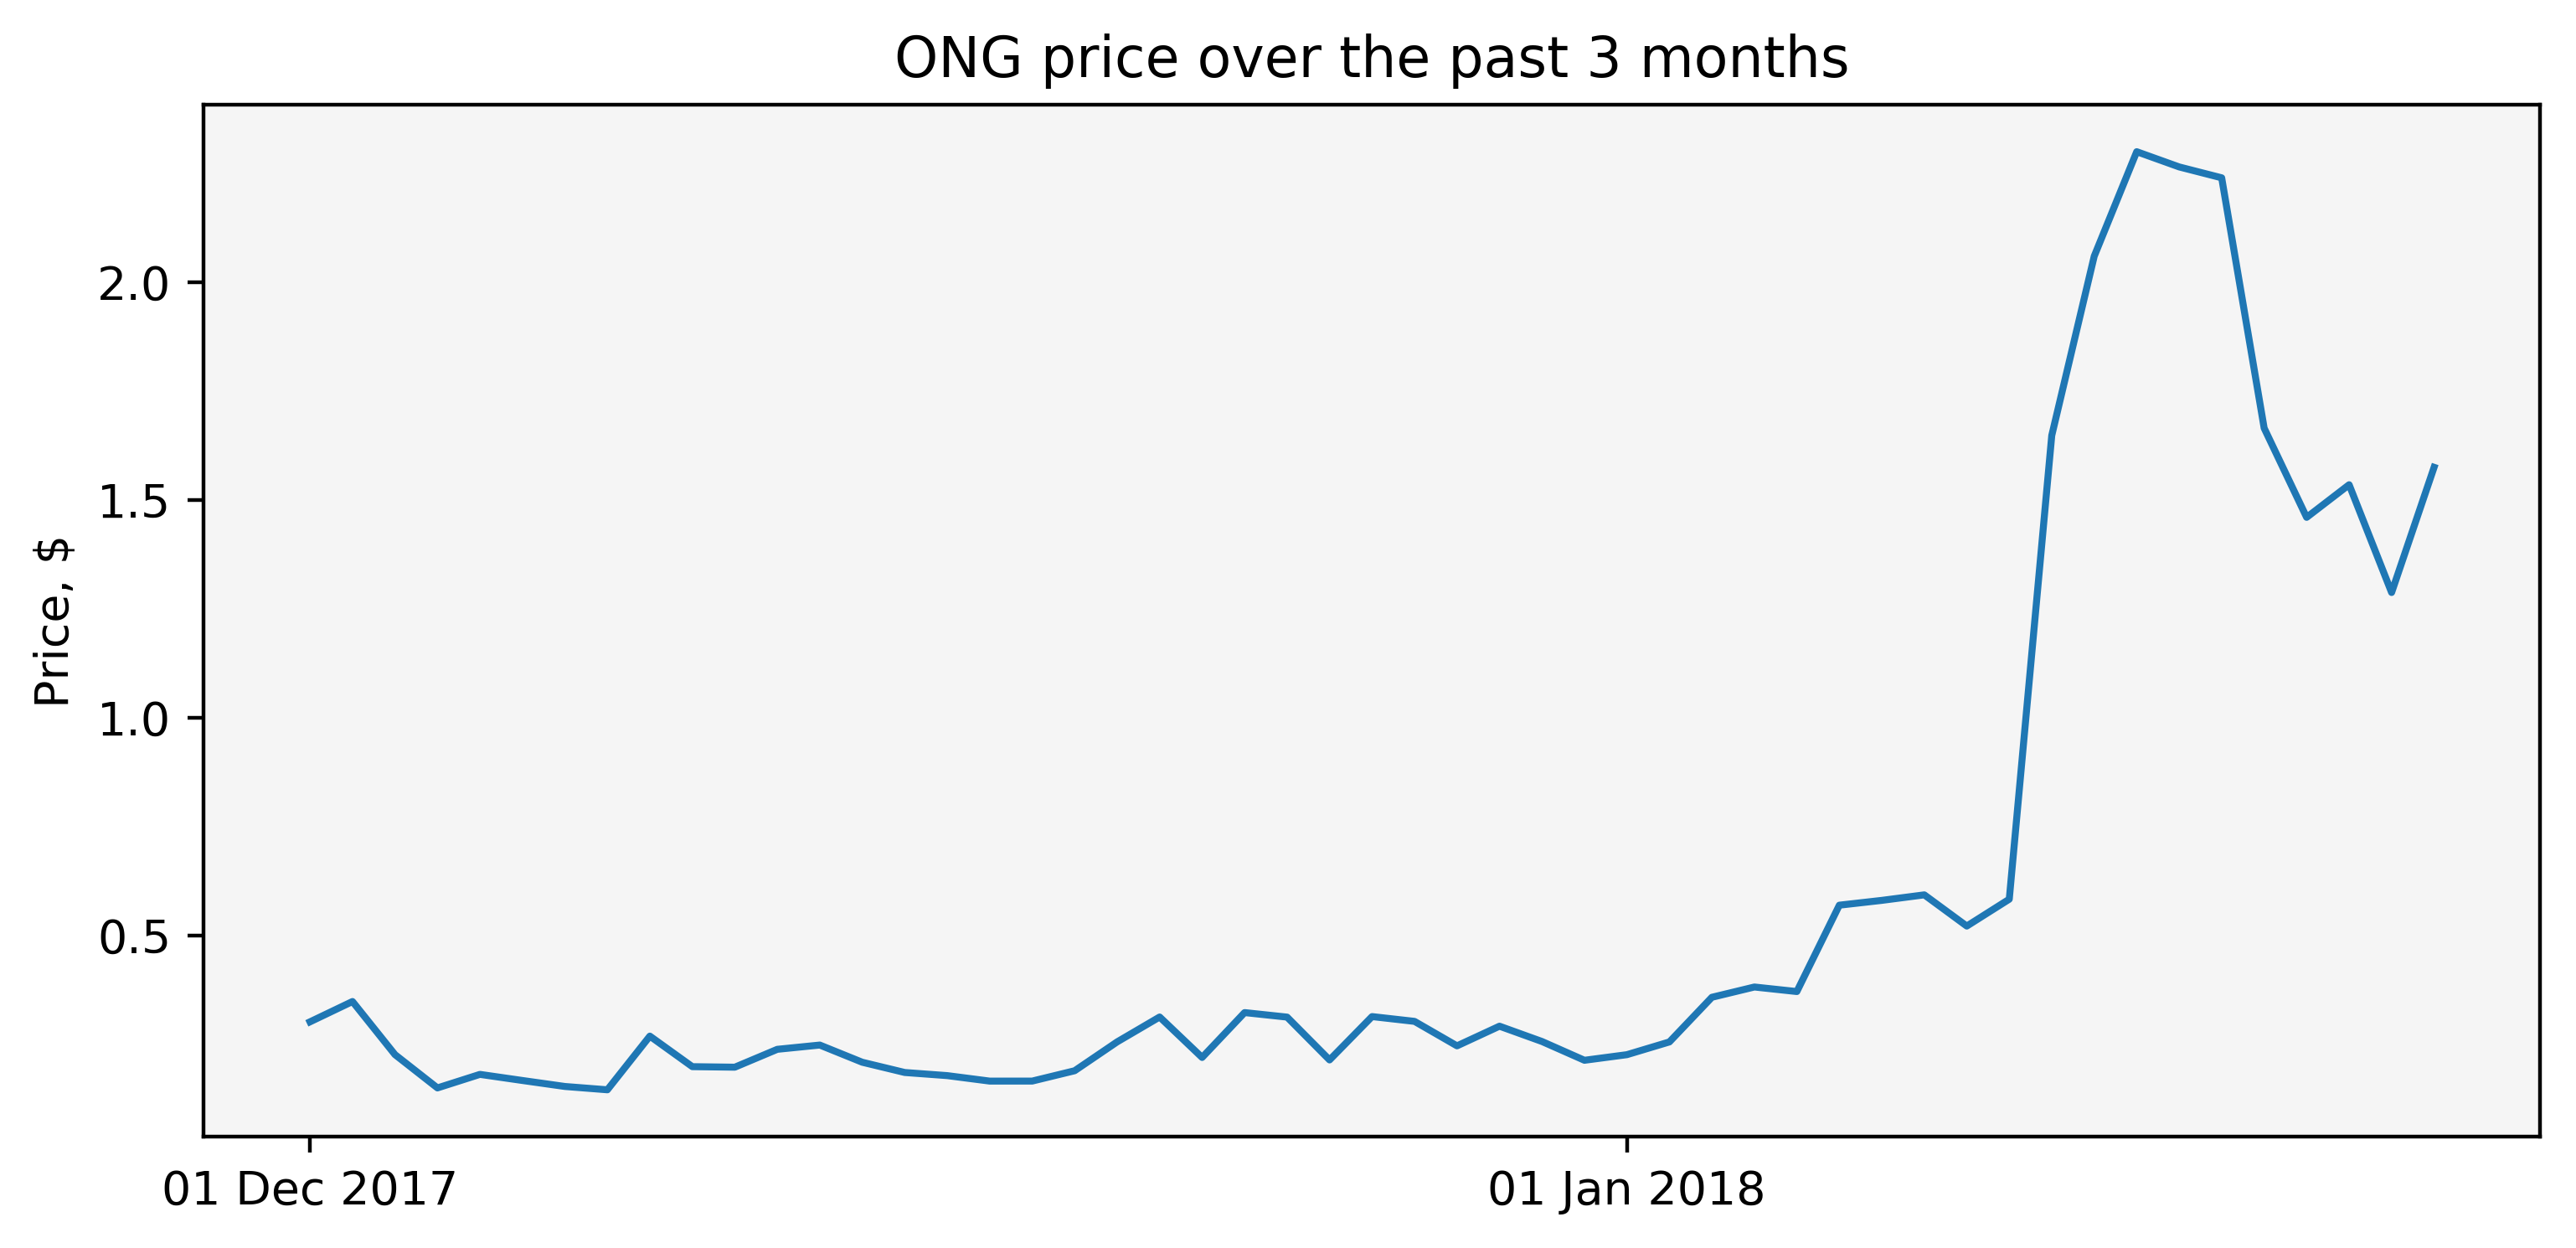 ONG price over the past 3 months
Price, $
2.0
1.5
1.0
0.5
01 Dec 2017
01 Jan 2018